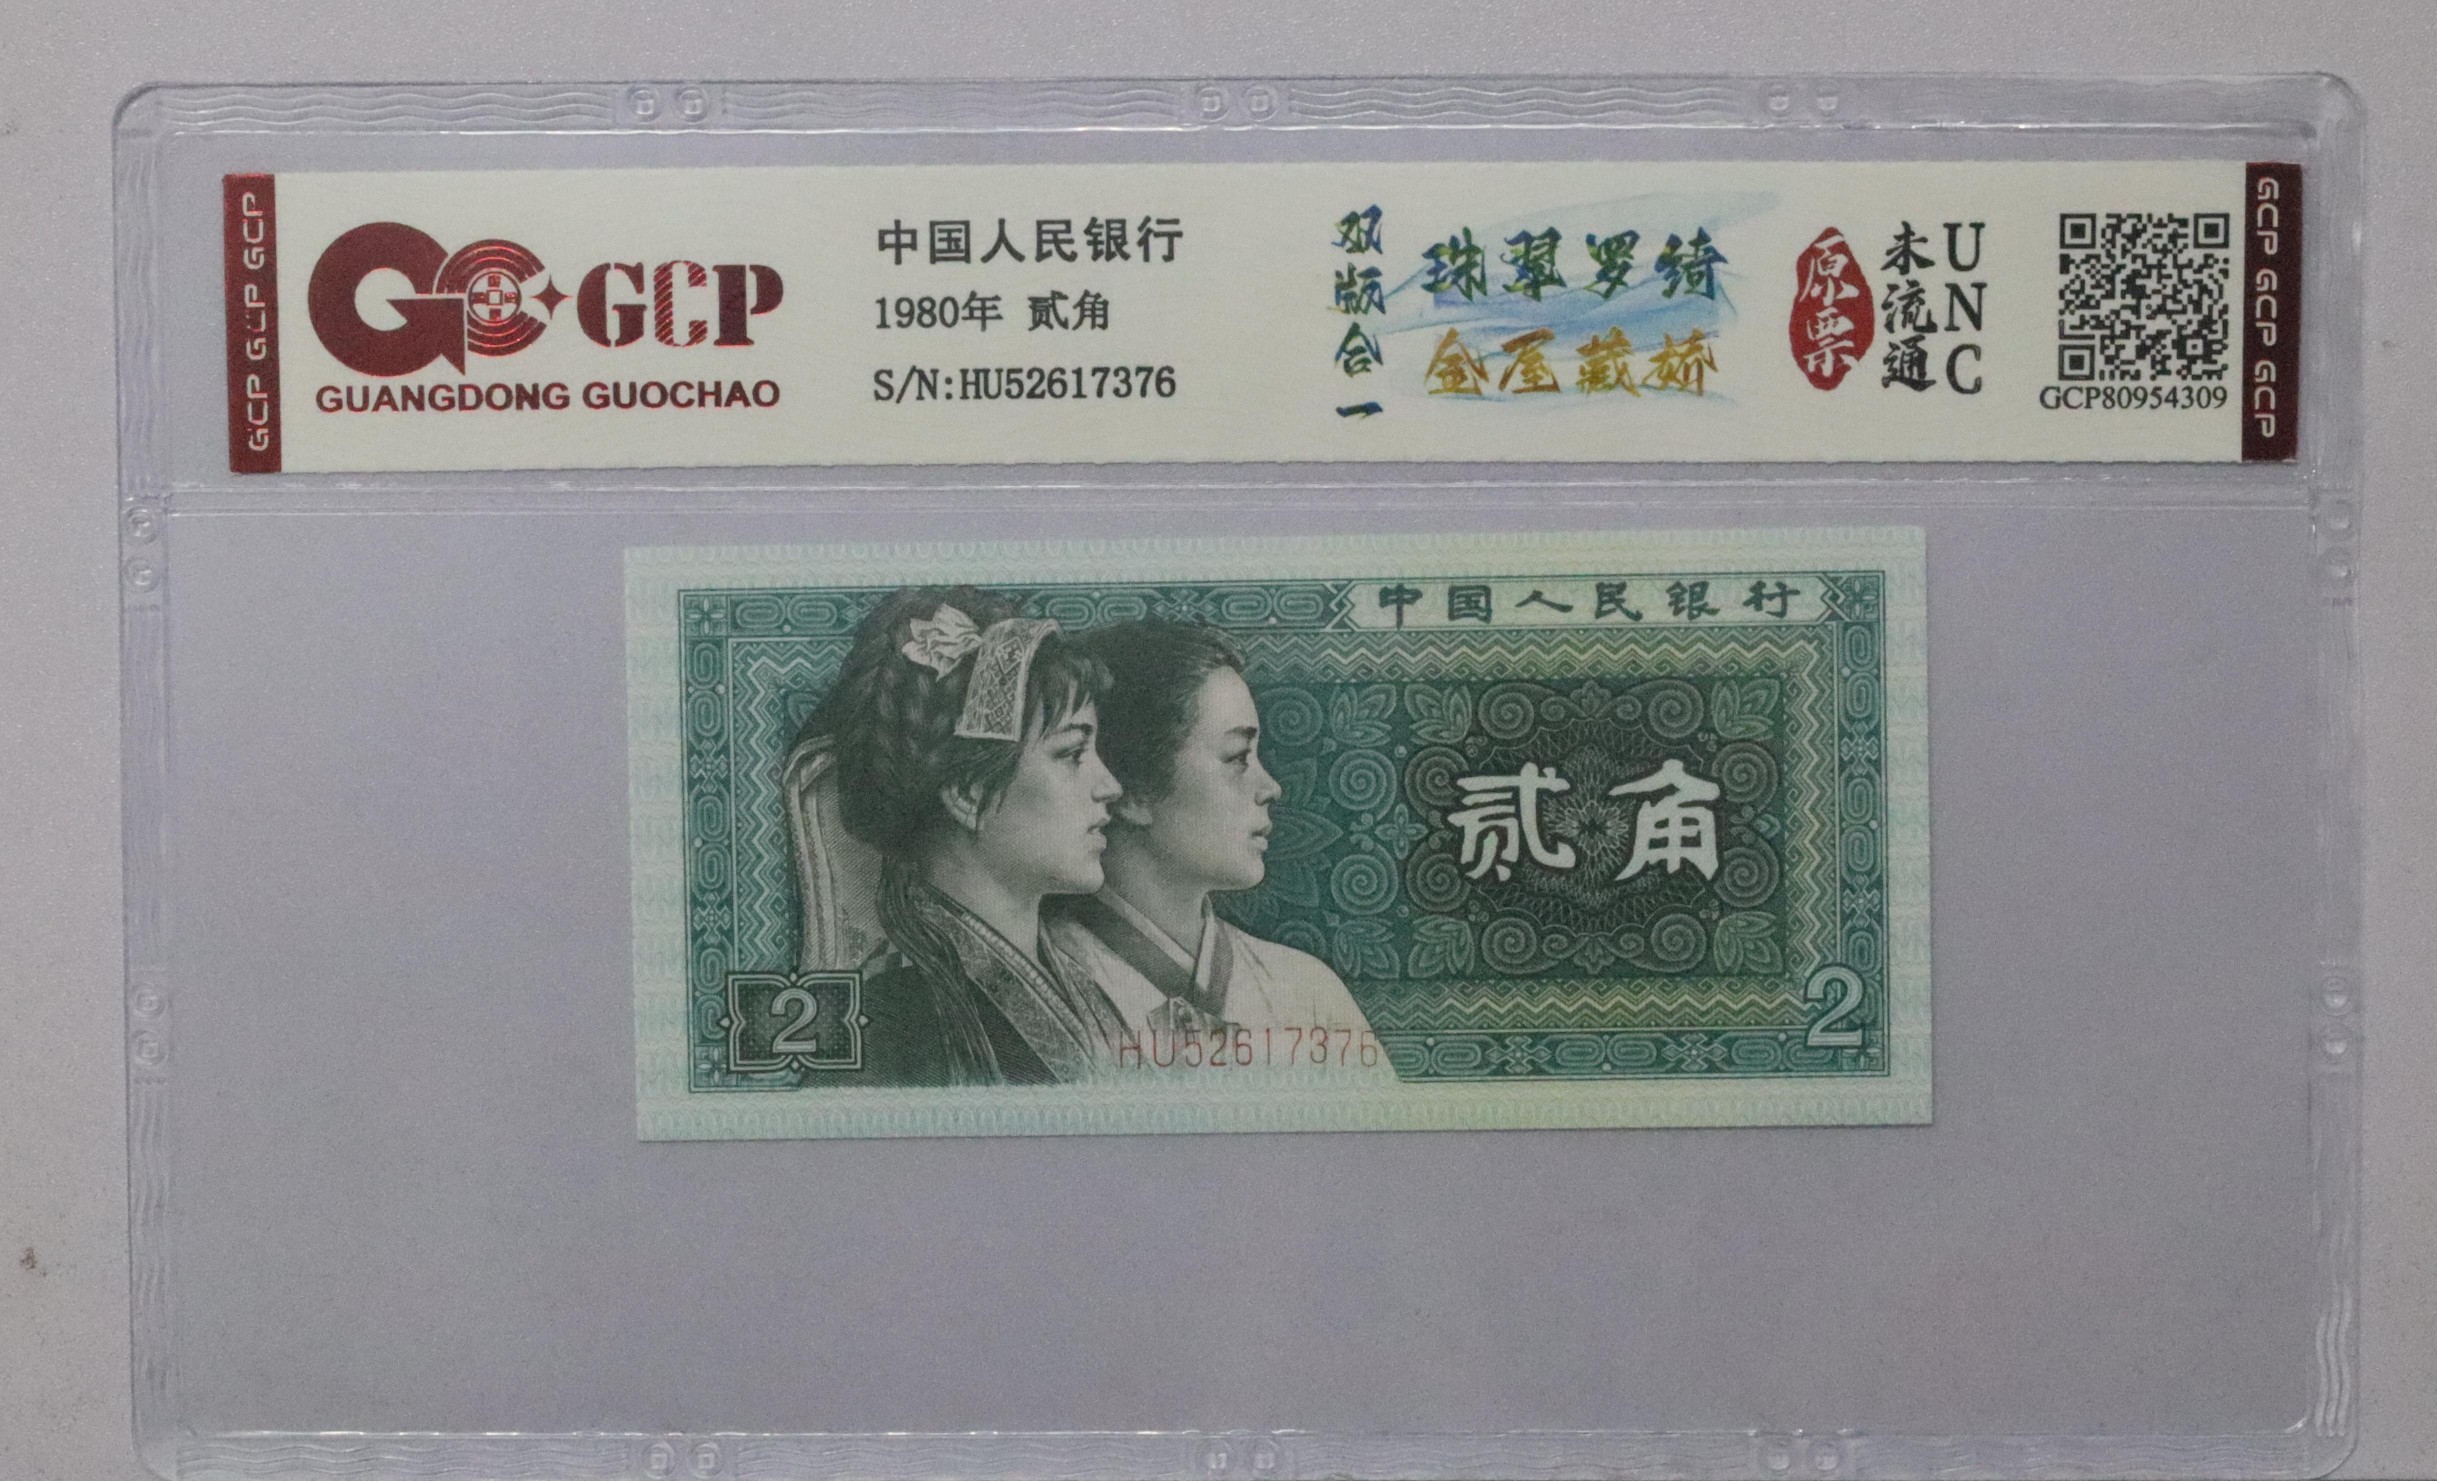 GCP GCP GCP
GCP
GUANGDONG GUOCHAO
中国人民银行
1980年 贰角
S/N:HU52617376
双版合一
珠翠罗绮
金屋藏娇
原票
未流通
UNC
GCP80954309
GCP GCP GCP
中国人民银行
贰角
2
2
HU52617376